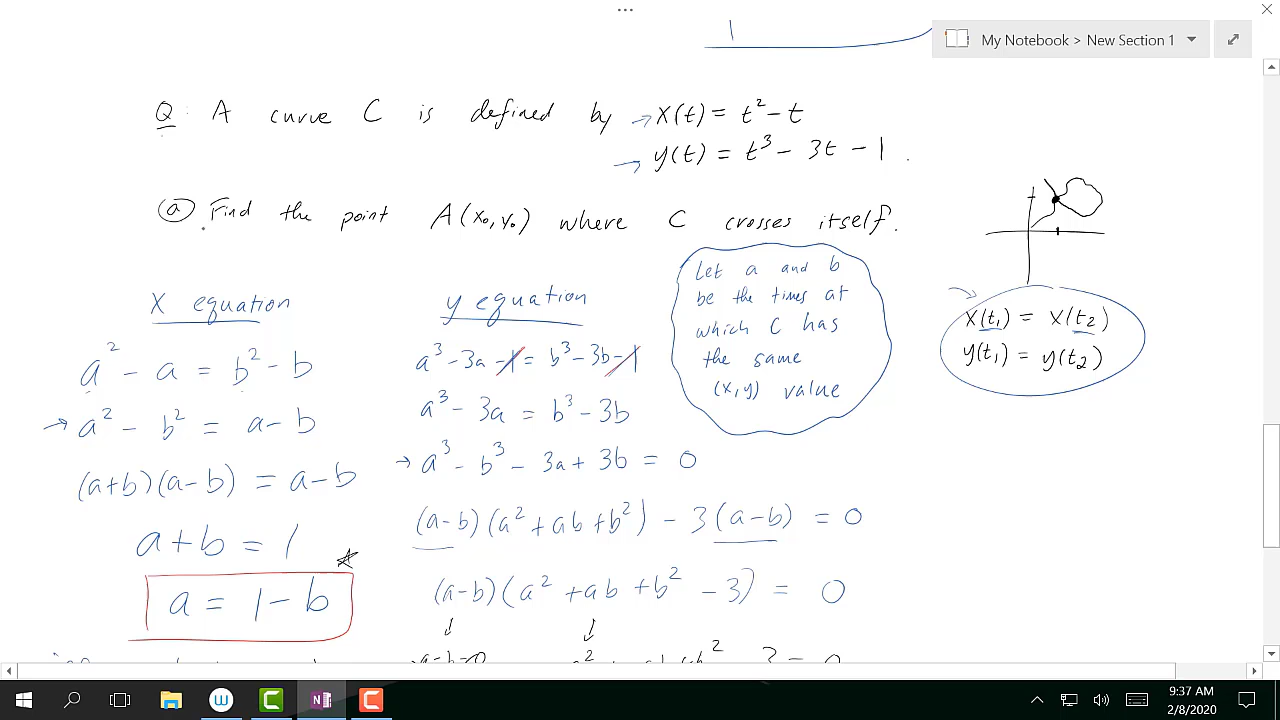 ...
My Notebook > New Section 1
Q: A curve C is defined by → x(t) = t² - t
→ y(t) = t³ - 3t - 1 .
(a) Find the point A(x₀, y₀) where C crosses itself.
Let a and b
be the times at
which C has
the same
(x,y) value
x(t₁) = x(t₂)
y(t₁) = y(t₂)
x equation
a² - a = b² - b
→ a² - b² = a - b
(a+b)(a-b) = a-b
a+b = 1
a = 1 - b
y equation
a³ - 3a - 1 = b³ - 3b - 1
a³ - 3a = b³ - 3b
→ a³ - b³ - 3a + 3b = 0
(a-b)(a² + ab + b²) - 3(a-b) = 0
(a-b)(a² + ab + b² - 3) = 0
a-b=0
9:37 AM
2/8/2020